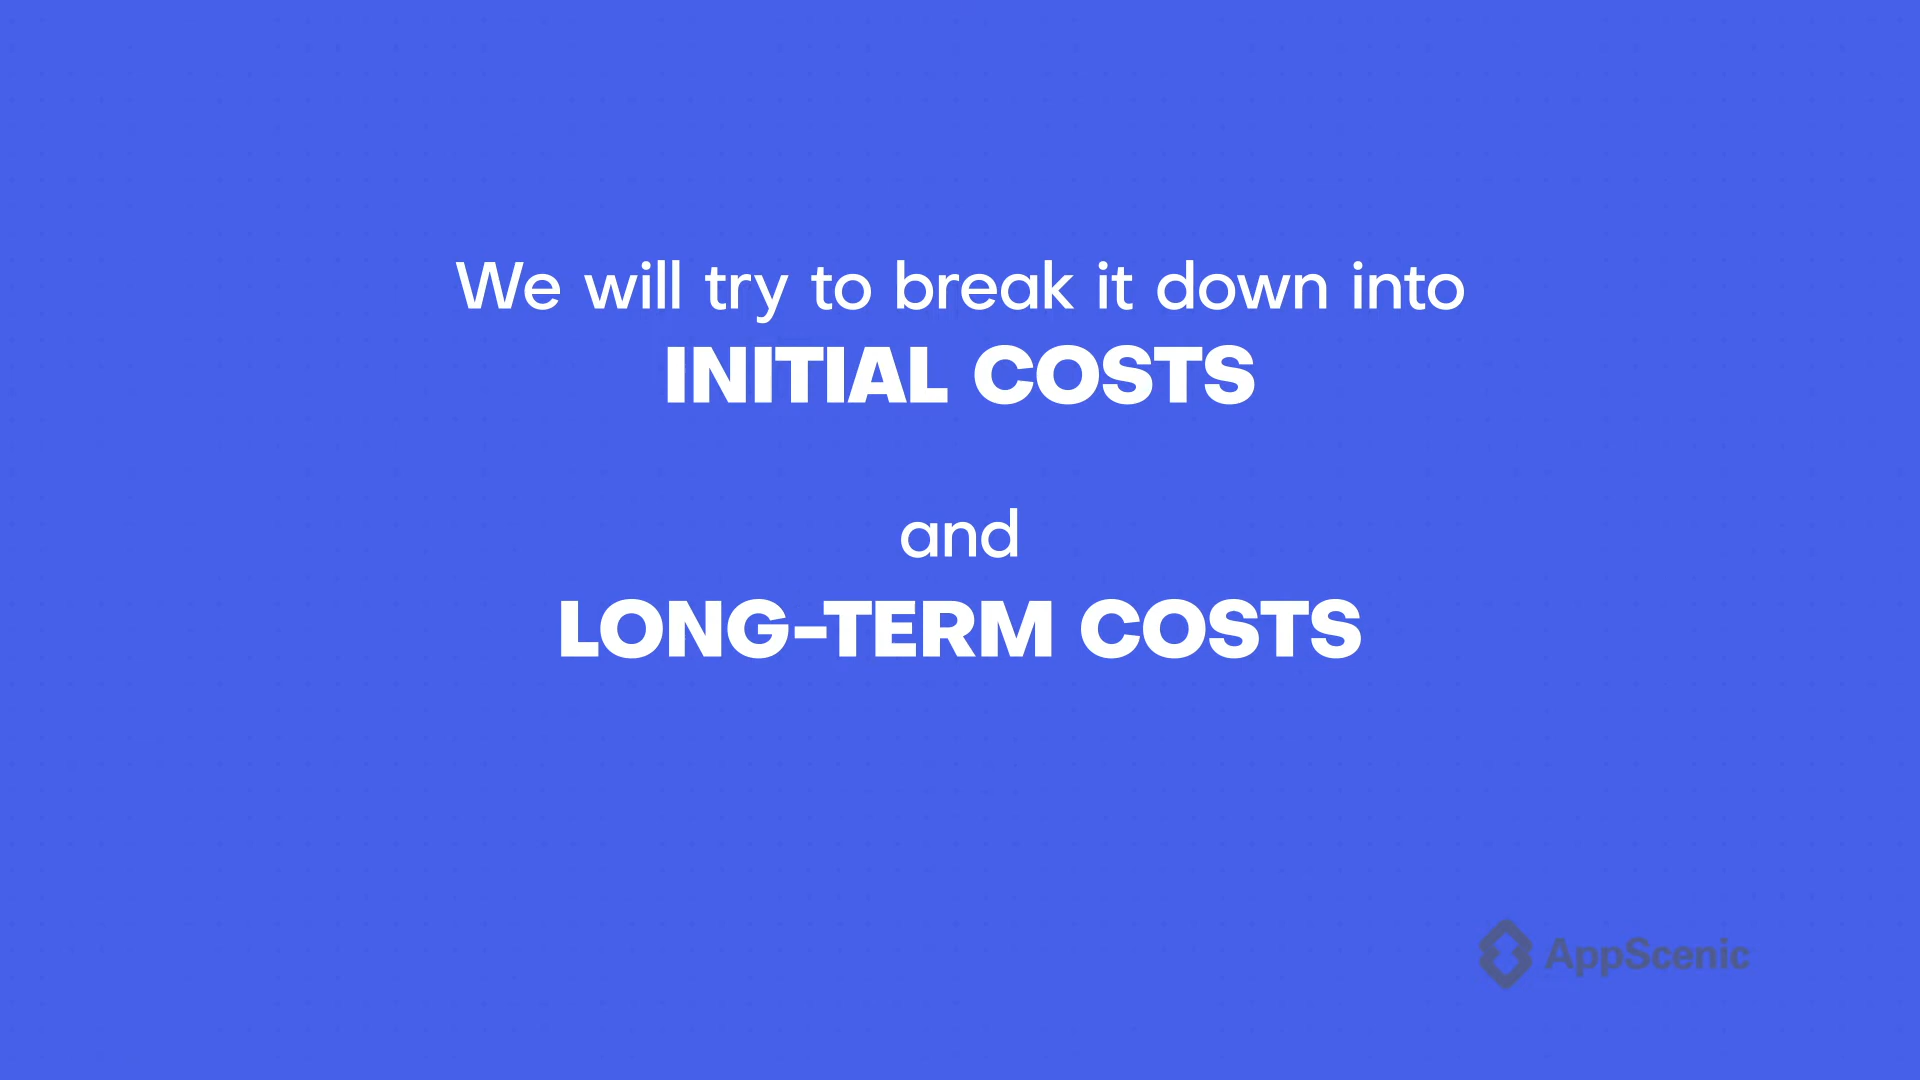 We will try to break it down into
INITIAL COSTS
and
LONG-TERM COSTS
AppScenic